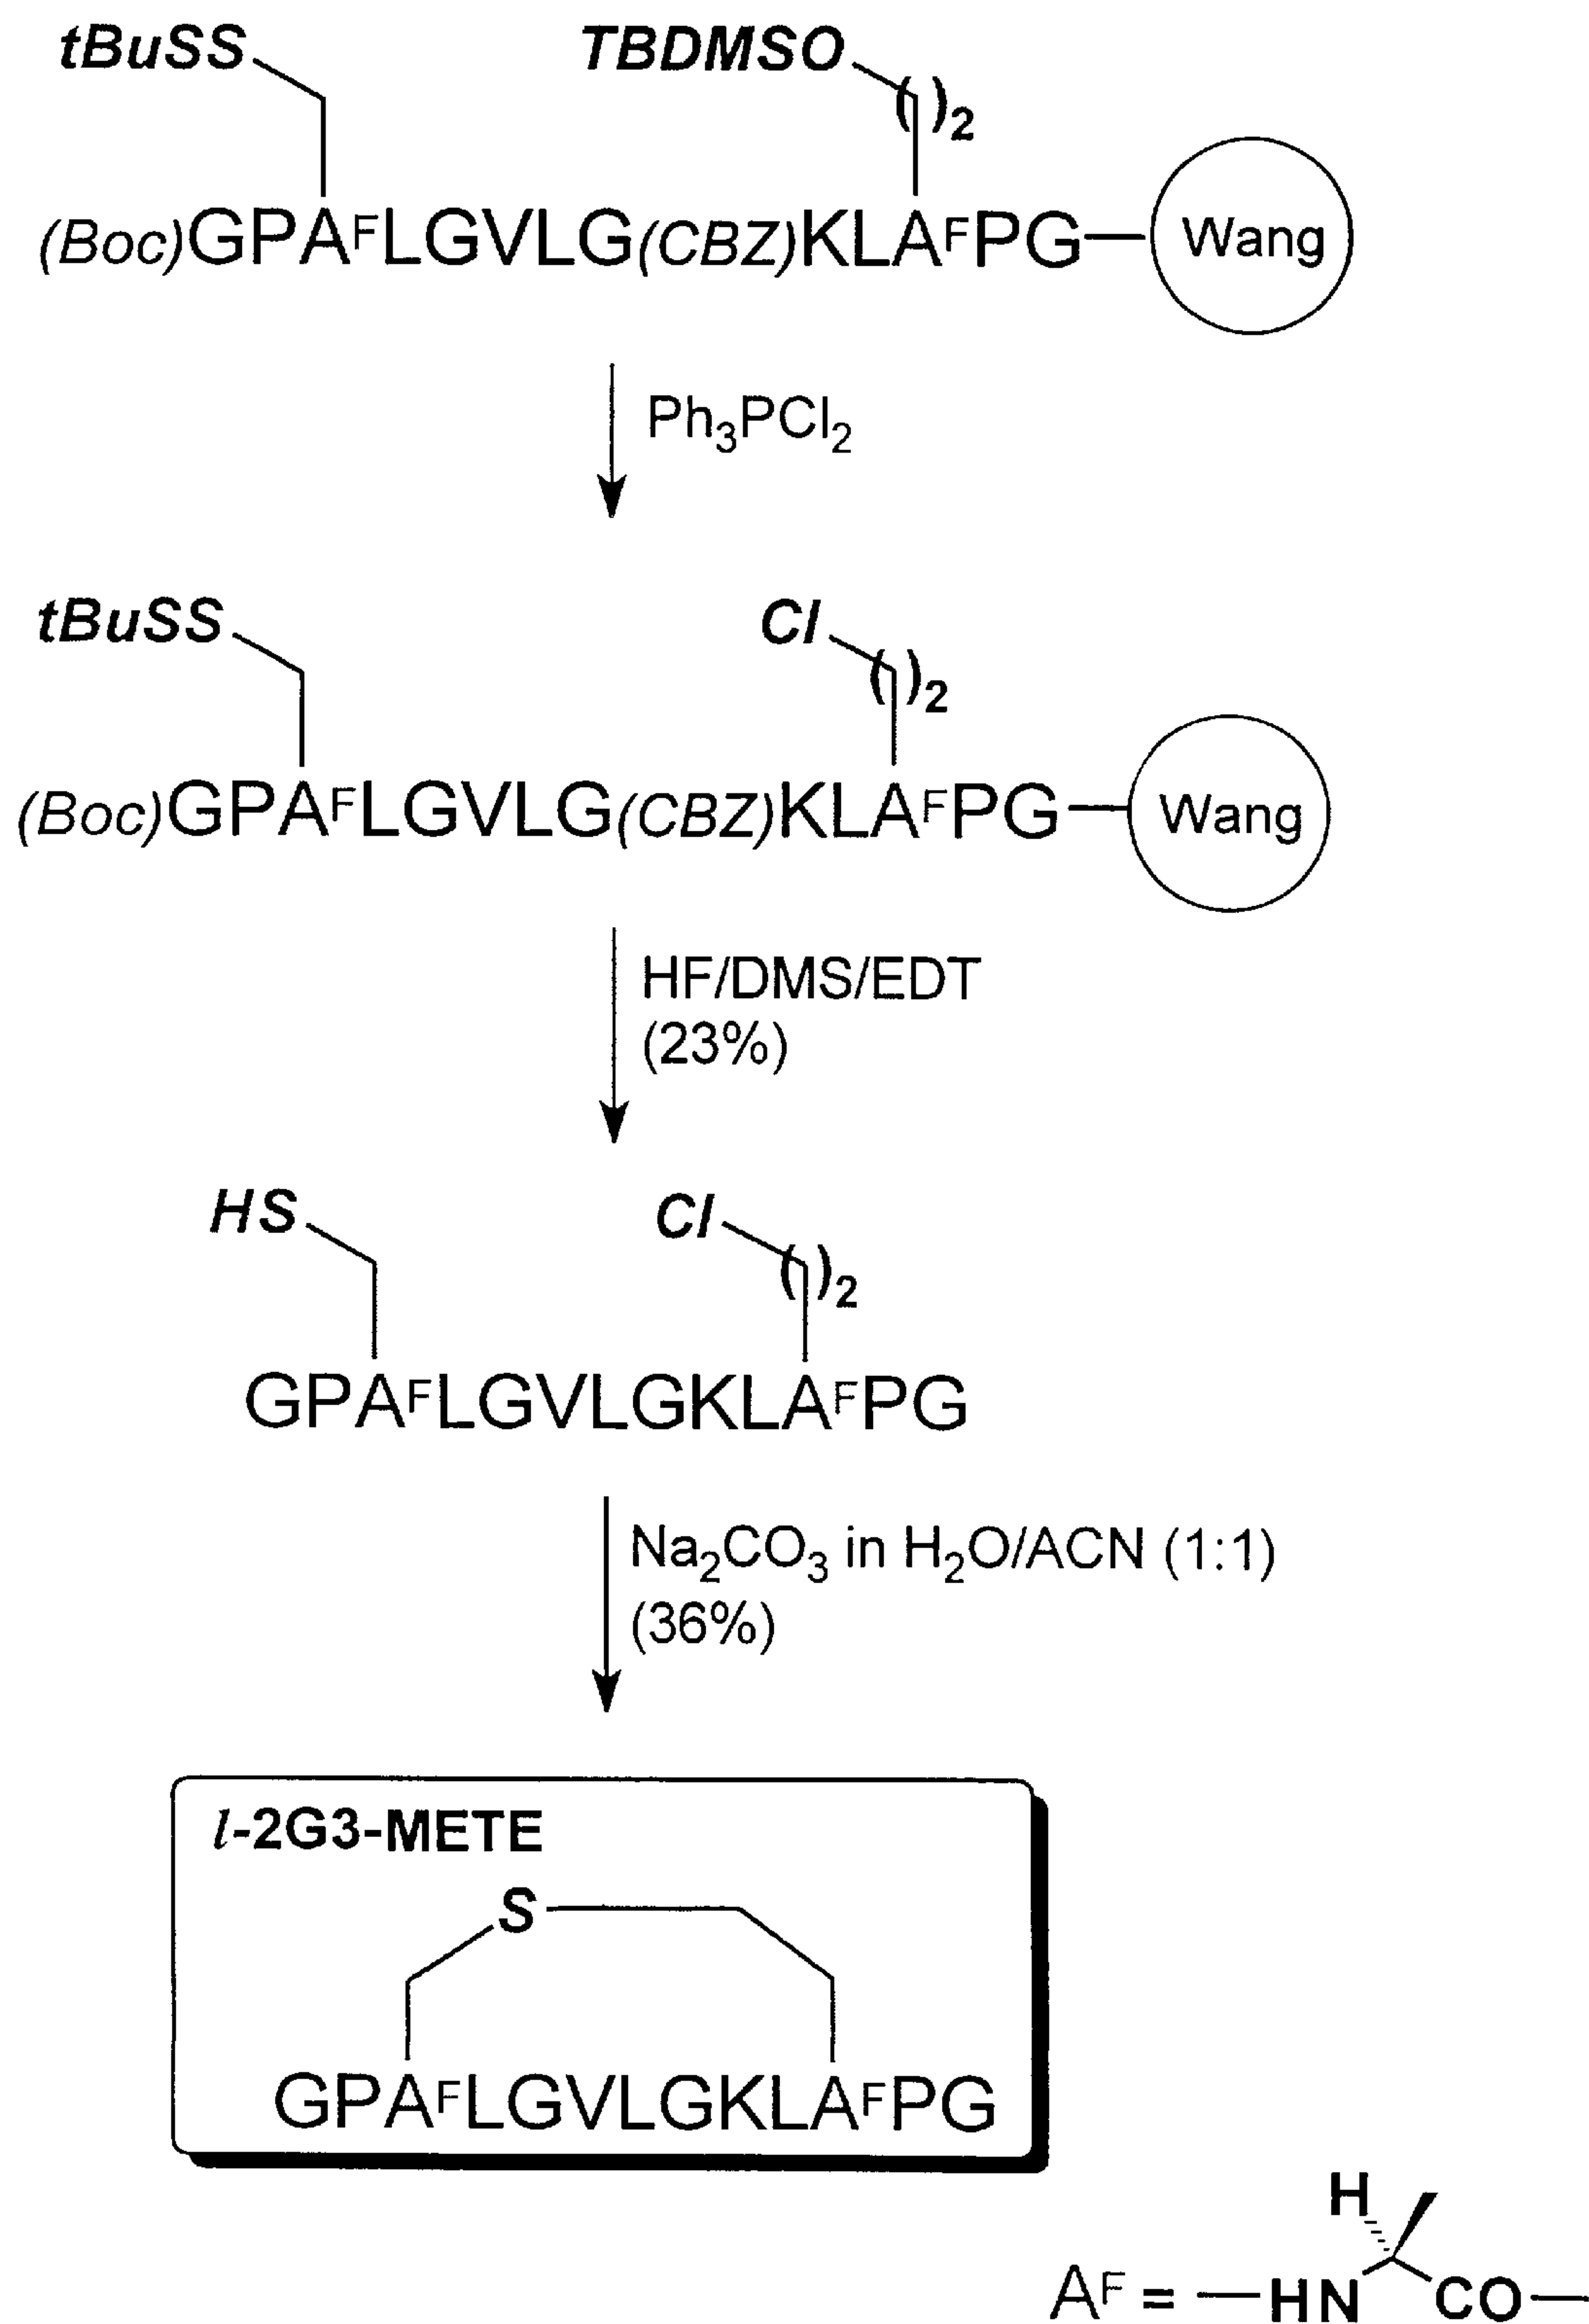 tBuSS TBDMSO
( )2
(Boc)GPAFLGVLG(CBZ)KLAFPG Wang
Ph3PCl2
tBuSS Cl
( )2
(Boc)GPAFLGVLG(CBZ)KLAFPG Wang
HF/DMS/EDT
(23%)
HS Cl
( )2
GPAFLGVLGKLAFPG
Na2CO3 in H2O/ACN (1:1)
(36%)
l-2G3-METE
S
GPAFLGVLGKLAFPG
H
AF = HN CO